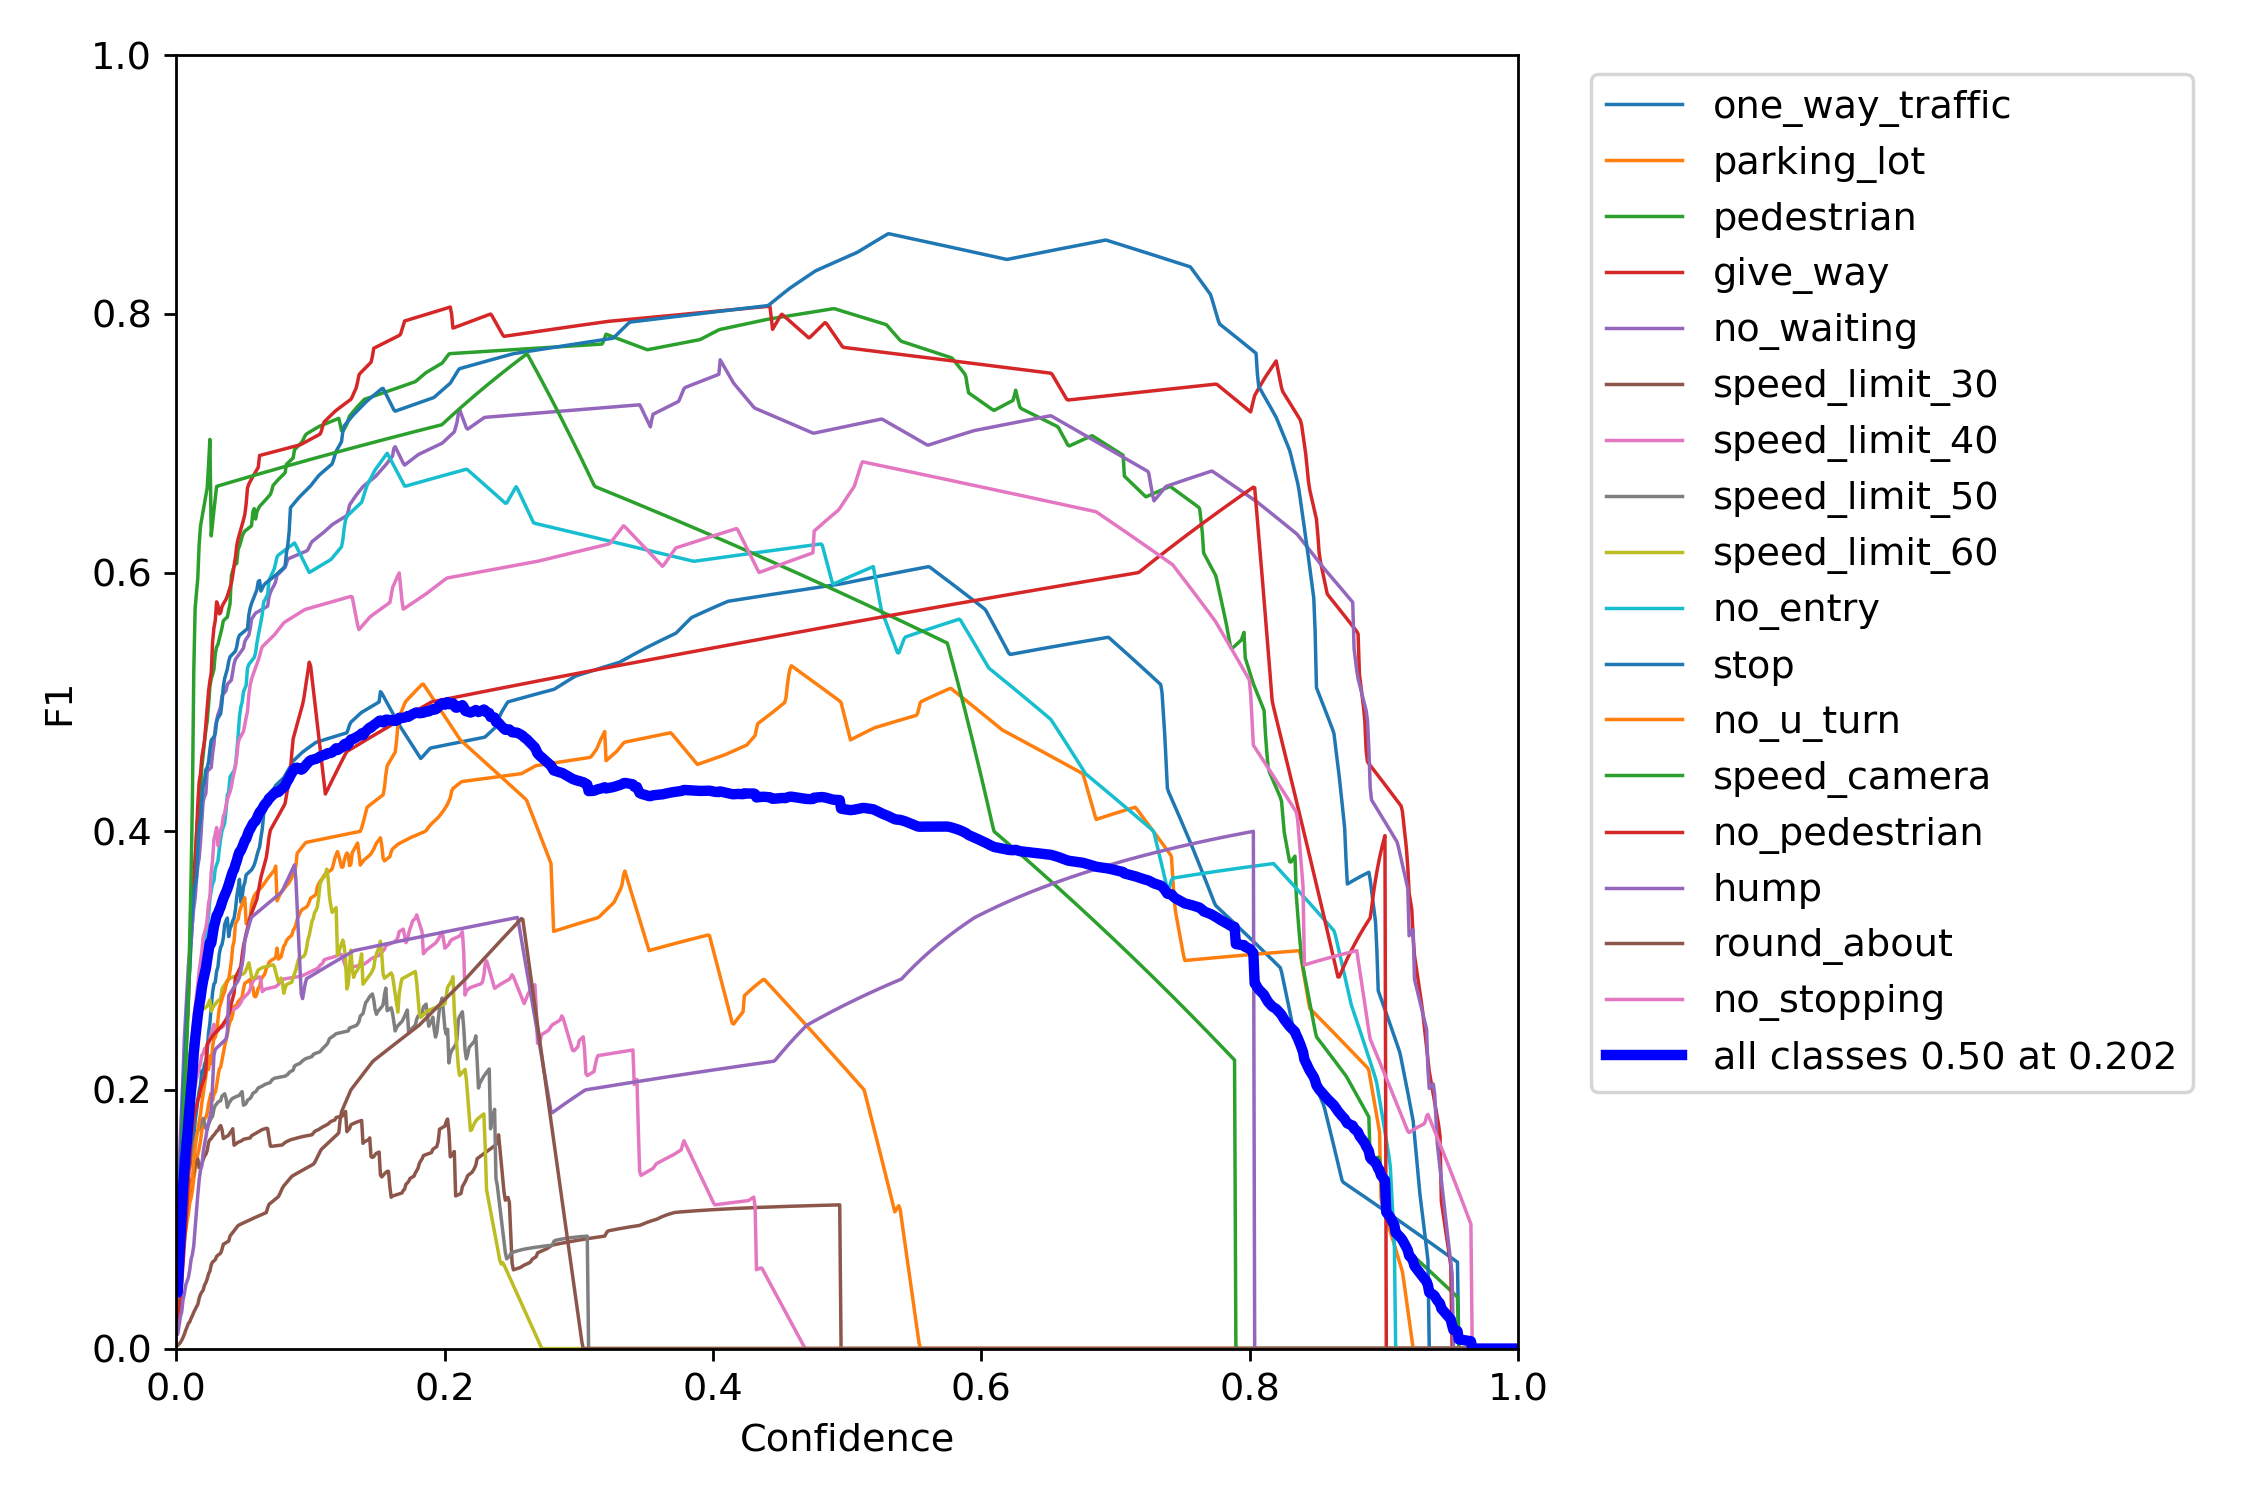 1.0
0.8
0.6
0.4
0.2
0.0
F1
0.0 0.2 0.4 0.6 0.8 1.0
Confidence
one_way_traffic
parking_lot
pedestrian
give_way
no_waiting
speed_limit_30
speed_limit_40
speed_limit_50
speed_limit_60
no_entry
stop
no_u_turn
speed_camera
no_pedestrian
hump
round_about
no_stopping
all classes 0.50 at 0.202